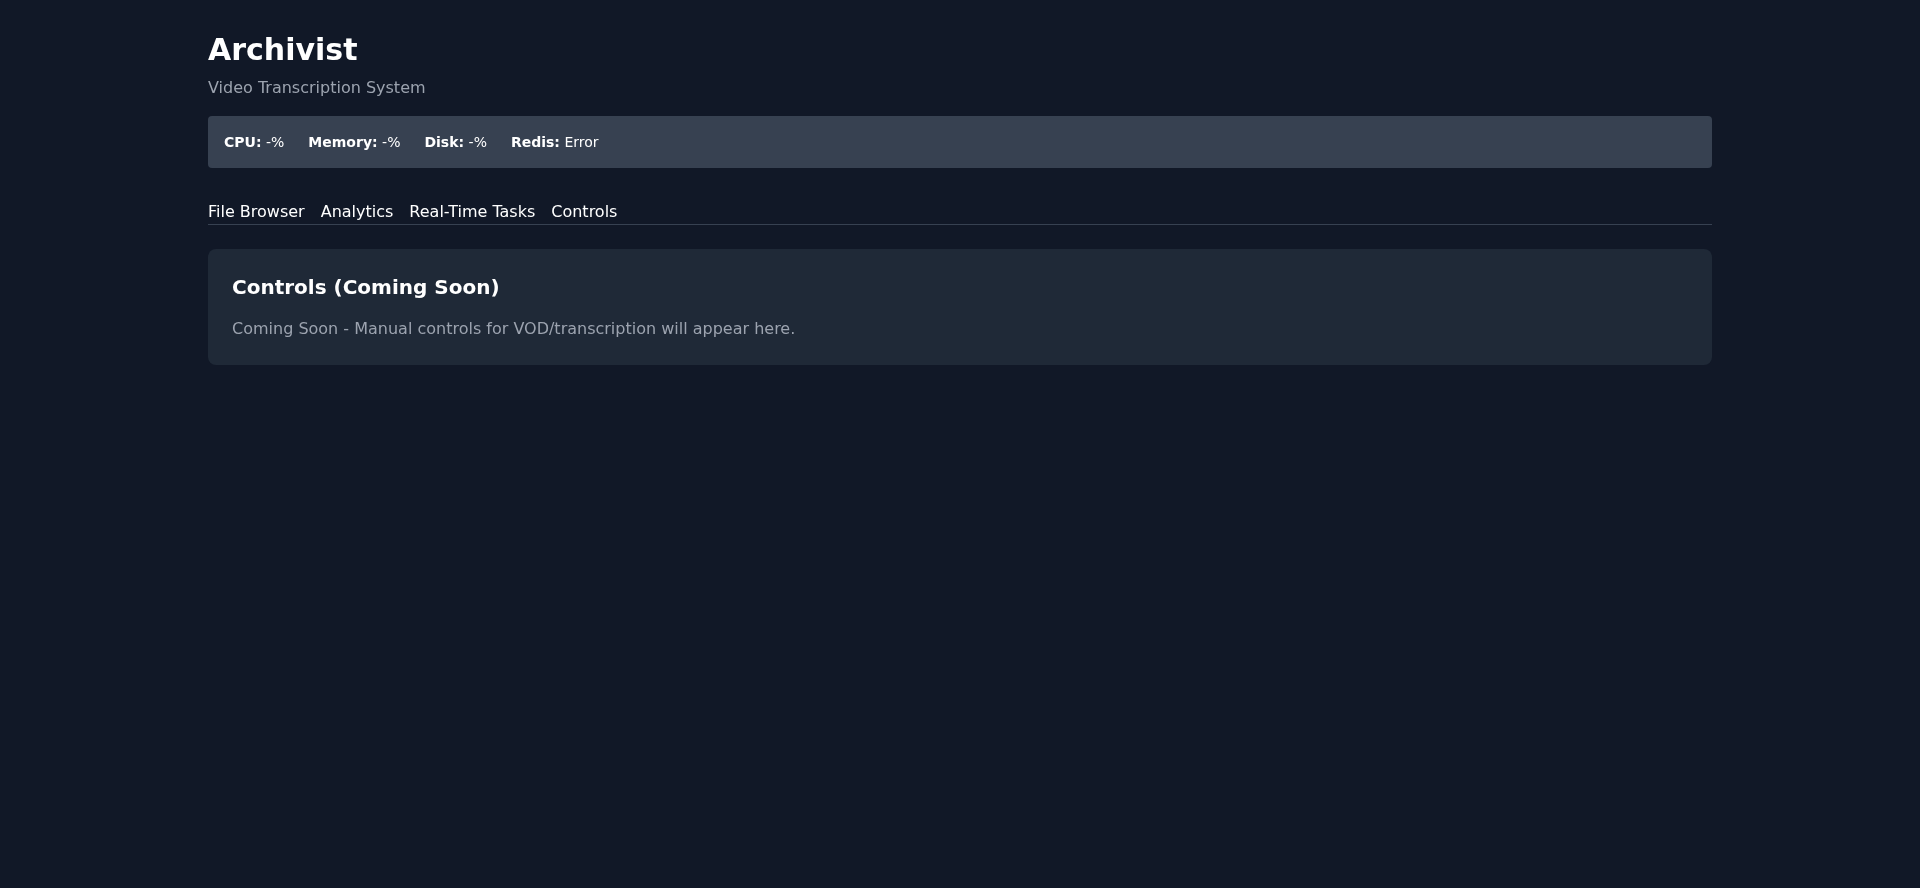 Archivist
Video Transcription System
CPU: -% Memory: -% Disk: -% Redis: Error
File Browser Analytics Real-Time Tasks Controls
Controls (Coming Soon)
Coming Soon - Manual controls for VOD/transcription will appear here.